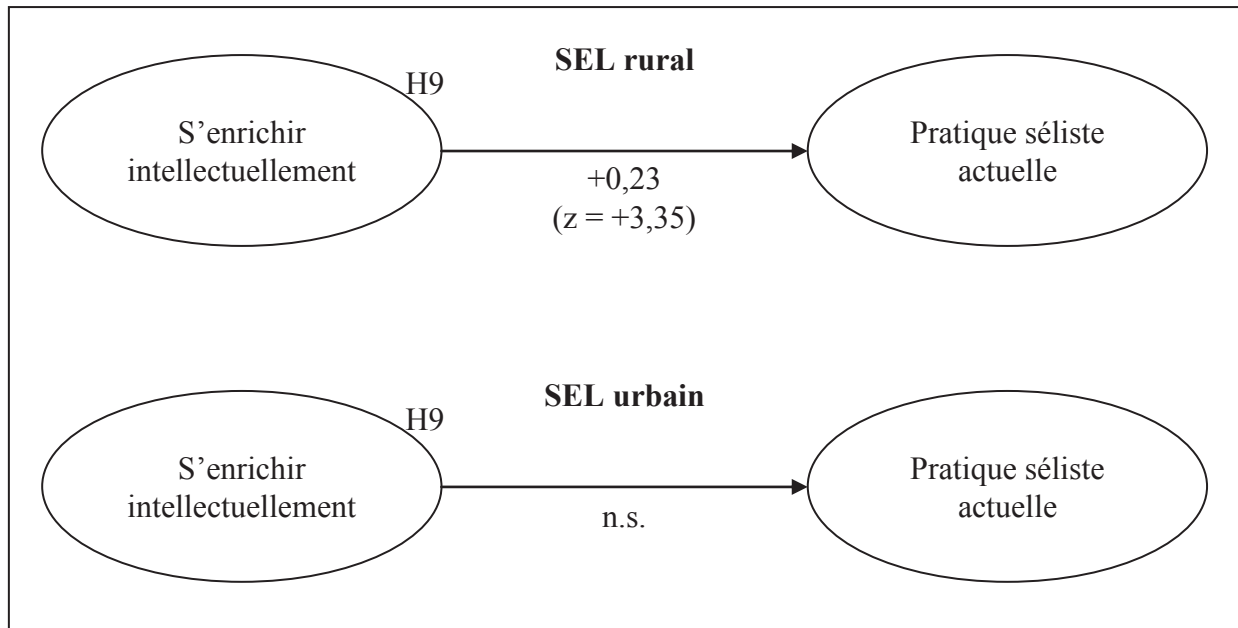 SEL rural
H9
S’enrichir
intellectuellement
Pratique séliste
actuelle
+0,23
(z = +3,35)
SEL urbain
H9
S’enrichir
intellectuellement
Pratique séliste
actuelle
n.s.